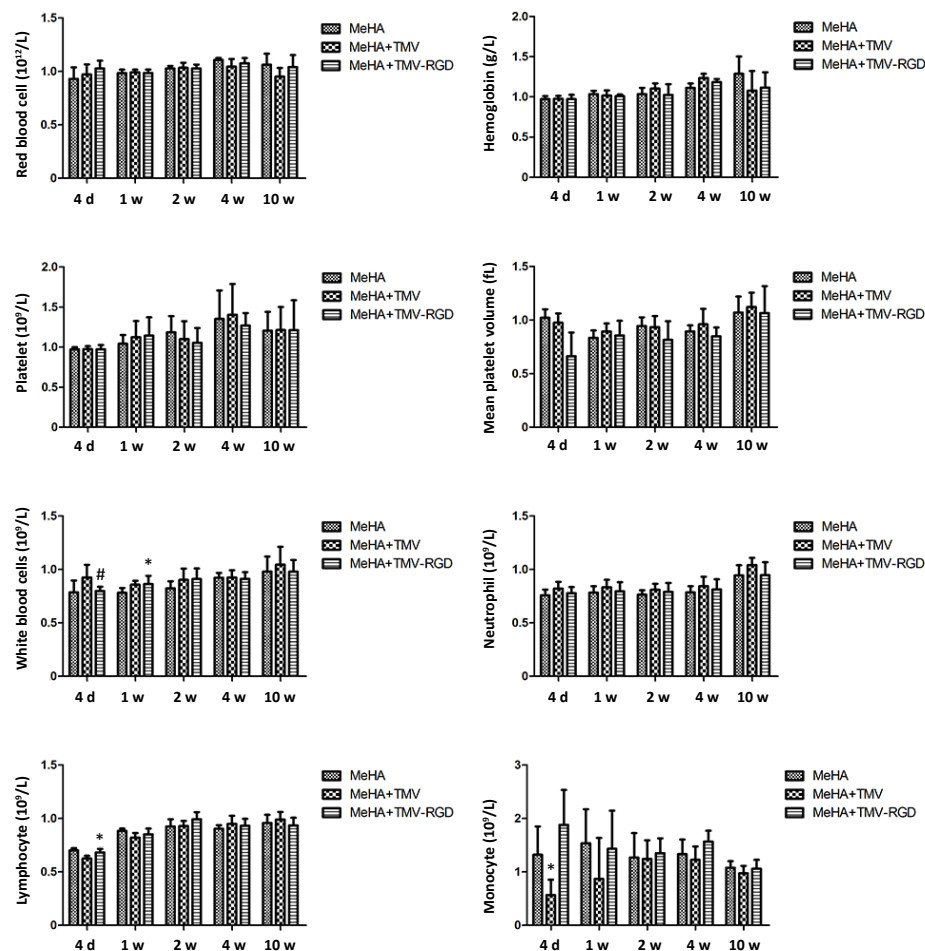 Red blood cell (10¹²/L)
1.5
1.0
0.5
0
4 d 1 w 2 w 4 w 10 w
MeHA
MeHA+TMV
MeHA+TMV-RGD
Hemoglobin (g/L)
2.0
1.5
1.0
0.5
0
4 d 1 w 2 w 4 w 10 w
MeHA
MeHA+TMV
MeHA+TMV-RGD
Platelet (10⁹/L)
2.0
1.5
1.0
0.5
0
4 d 1 w 2 w 4 w 10 w
MeHA
MeHA+TMV
MeHA+TMV-RGD
Mean platelet volume (fL)
1.5
1.0
0.5
0
4 d 1 w 2 w 4 w 10 w
MeHA
MeHA+TMV
MeHA+TMV-RGD
White blood cells (10⁹/L)
1.5
1.0
0.5
0
# *
4 d 1 w 2 w 4 w 10 w
MeHA
MeHA+TMV
MeHA+TMV-RGD
Neutrophil (10⁹/L)
1.5
1.0
0.5
0
4 d 1 w 2 w 4 w 10 w
MeHA
MeHA+TMV
MeHA+TMV-RGD
Lymphocyte (10⁹/L)
1.5
1.0
0.5
0
*
4 d 1 w 2 w 4 w 10 w
MeHA
MeHA+TMV
MeHA+TMV-RGD
Monocyte (10⁹/L)
3
2
1
0
*
4 d 1 w 2 w 4 w 10 w
MeHA
MeHA+TMV
MeHA+TMV-RGD